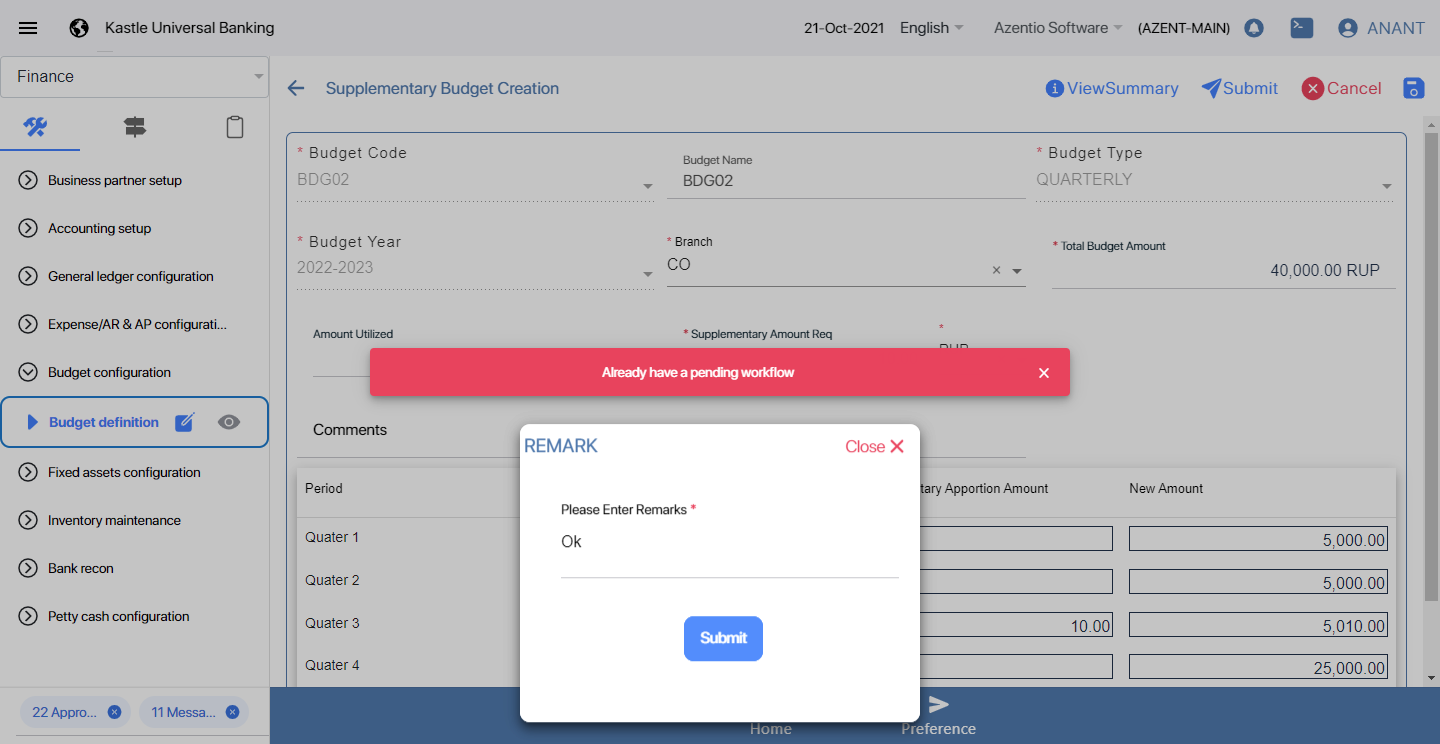 Kastle Universal Banking
21-Oct-2021
English
Azentio Software
(AZENT-MAIN)
ANANT
Finance
Supplementary Budget Creation
ViewSummary
Submit
Cancel
Business partner setup
Accounting setup
General ledger configuration
Expense/AR & AP configurati...
Budget configuration
Budget definition
Fixed assets configuration
Inventory maintenance
Bank recon
Petty cash configuration
22 Appro...
11 Messa...
* Budget Code
BDG02
Budget Name
BDG02
* Budget Type
QUARTERLY
* Budget Year
2022-2023
* Branch
CO
* Total Budget Amount
40,000.00 RUP
Amount Utilized
* Supplementary Amount Req
*
RUP
Already have a pending workflow
Comments
REMARK
Close
Please Enter Remarks *
Ok
Submit
Period
tary Apportion Amount
New Amount
Quater 1
5,000.00
Quater 2
5,000.00
Quater 3
10.00
5,010.00
Quater 4
25,000.00
Home
Preference